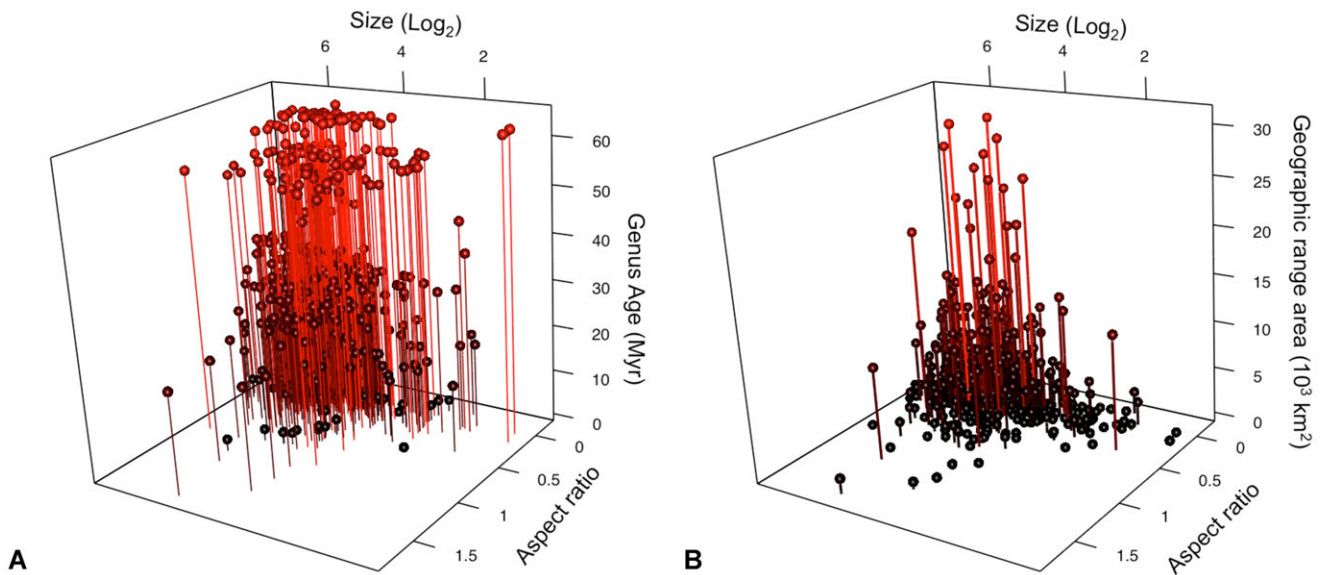 Size (Log₂)
6 4 2
60
50
40
30
20
10
0
Genus Age (Myr)
0
0.5
1
1.5
Aspect ratio
A
Size (Log₂)
6 4 2
30
25
20
15
10
5
0
Geographic range area (10³ km²)
0
0.5
1
1.5
Aspect ratio
B